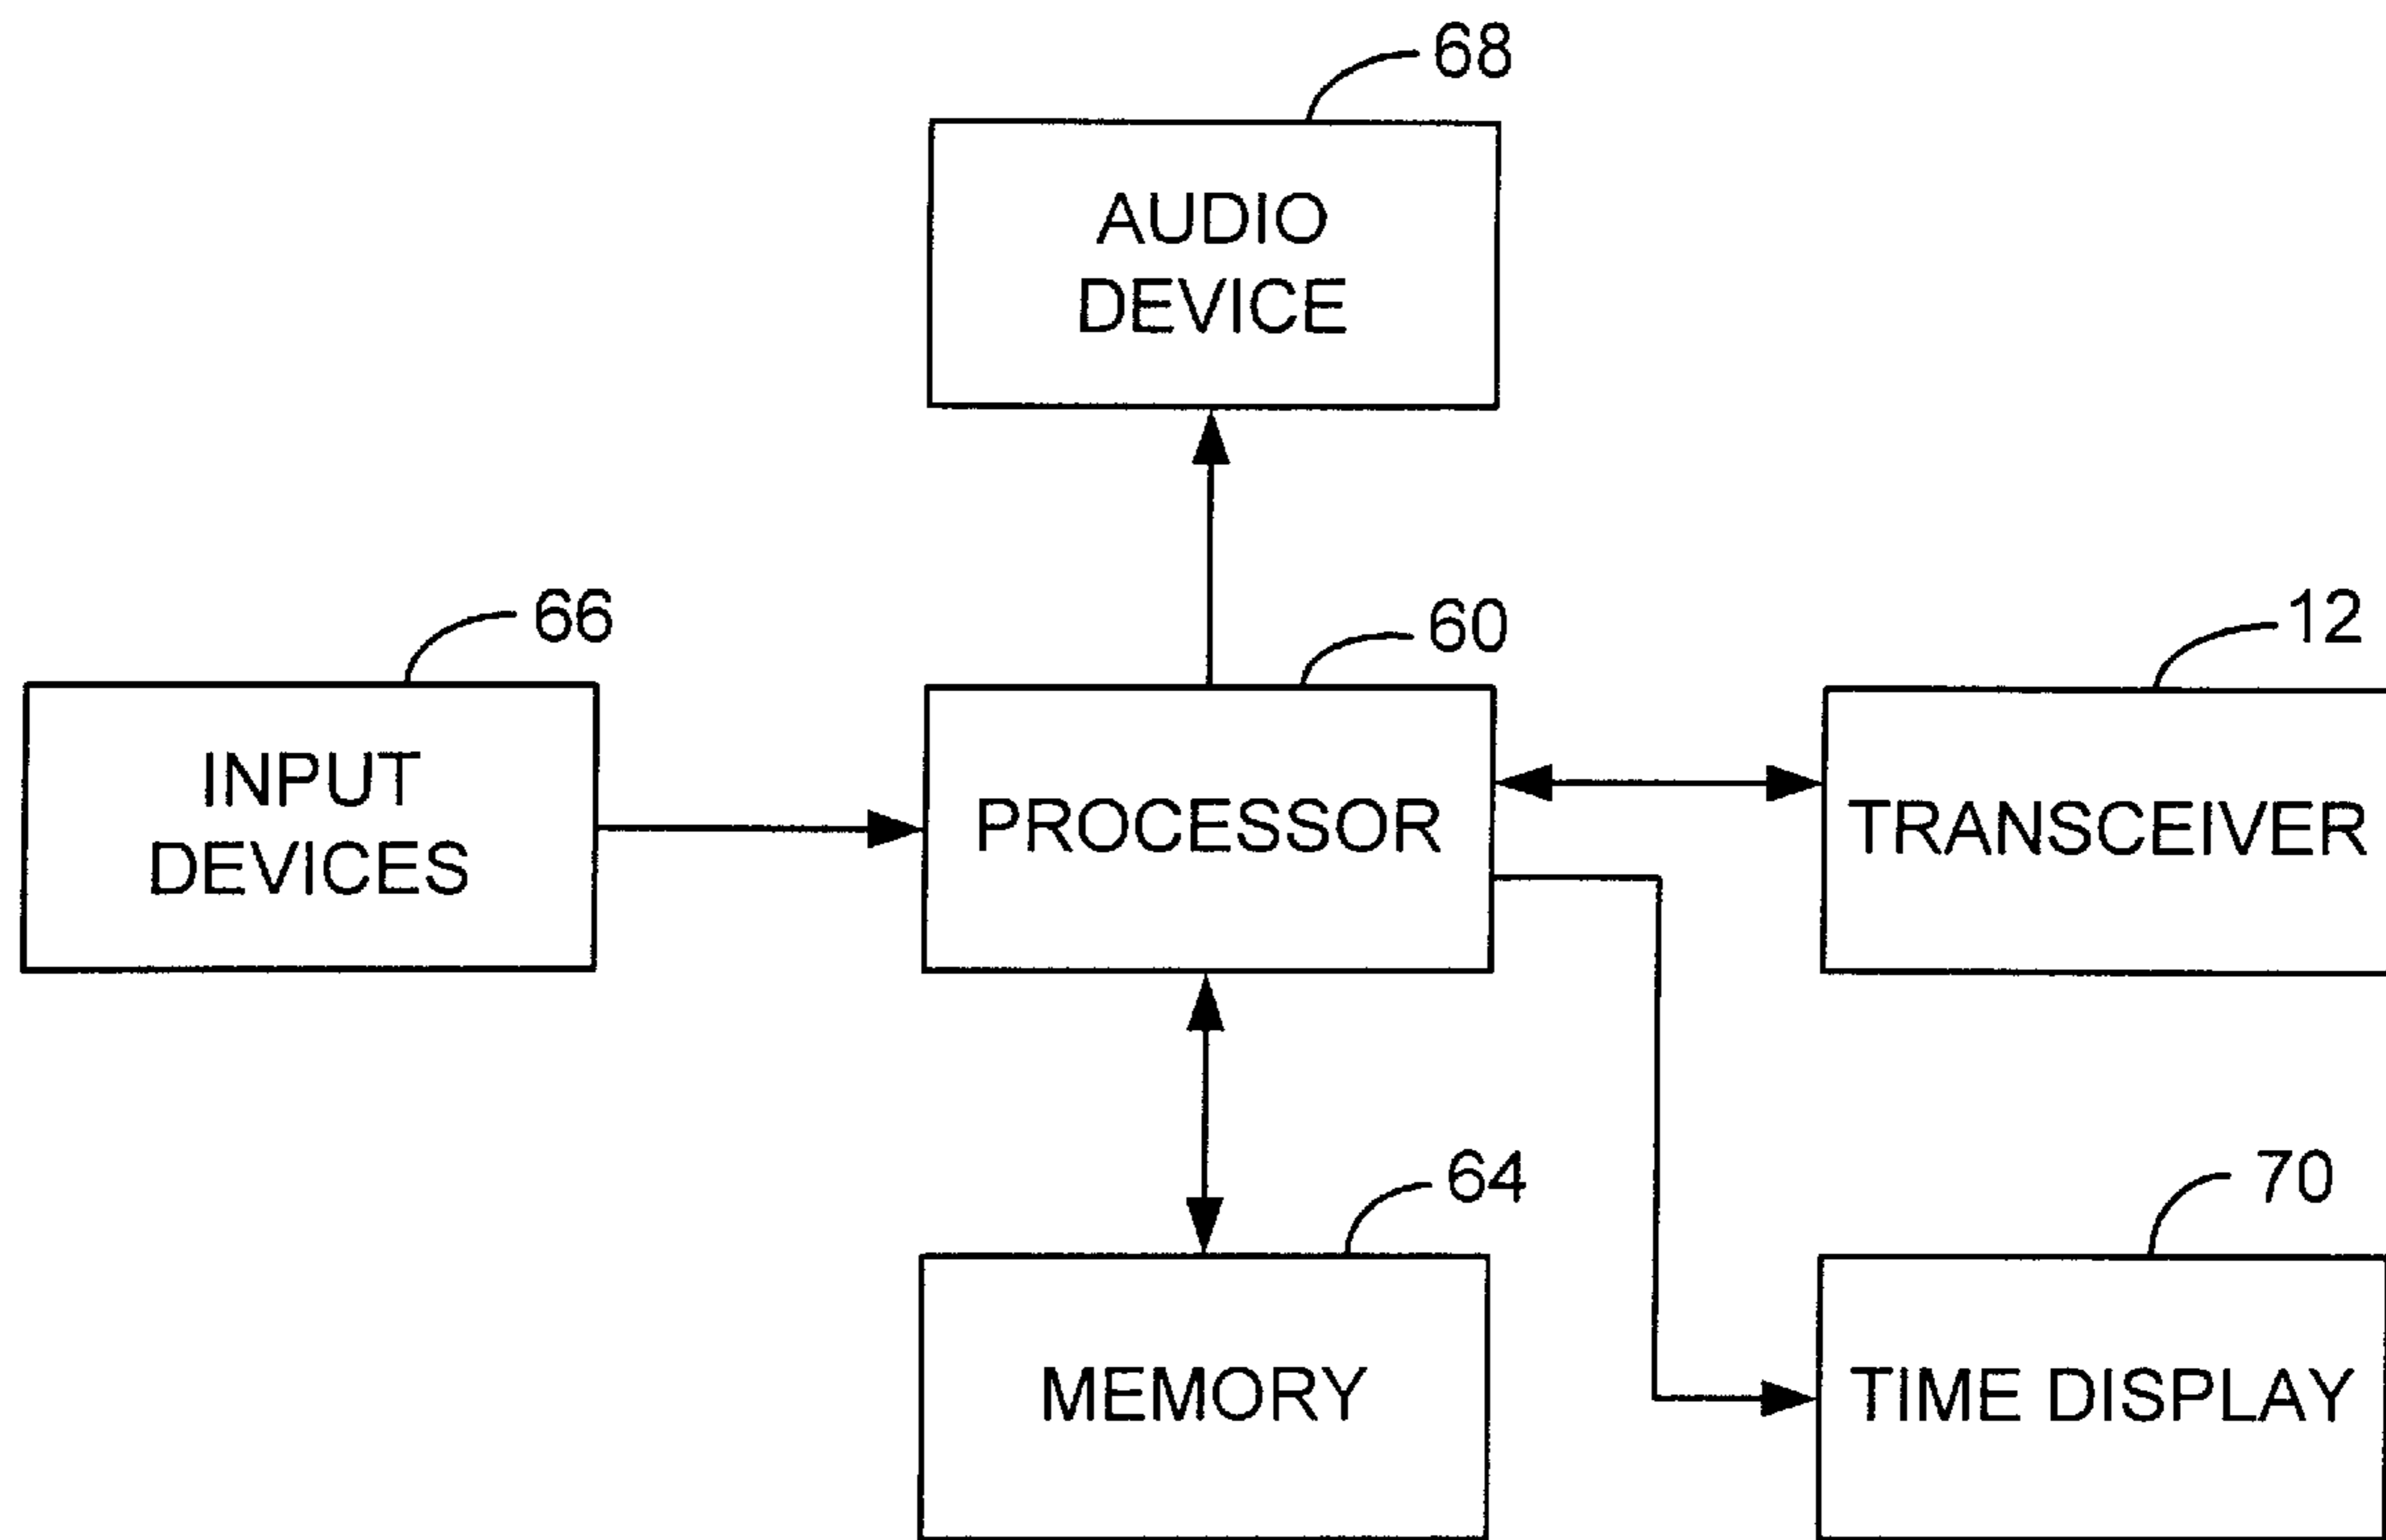 68
AUDIO
DEVICE
66
60
12
INPUT
DEVICES
PROCESSOR
TRANSCEIVER
64
70
MEMORY
TIME DISPLAY